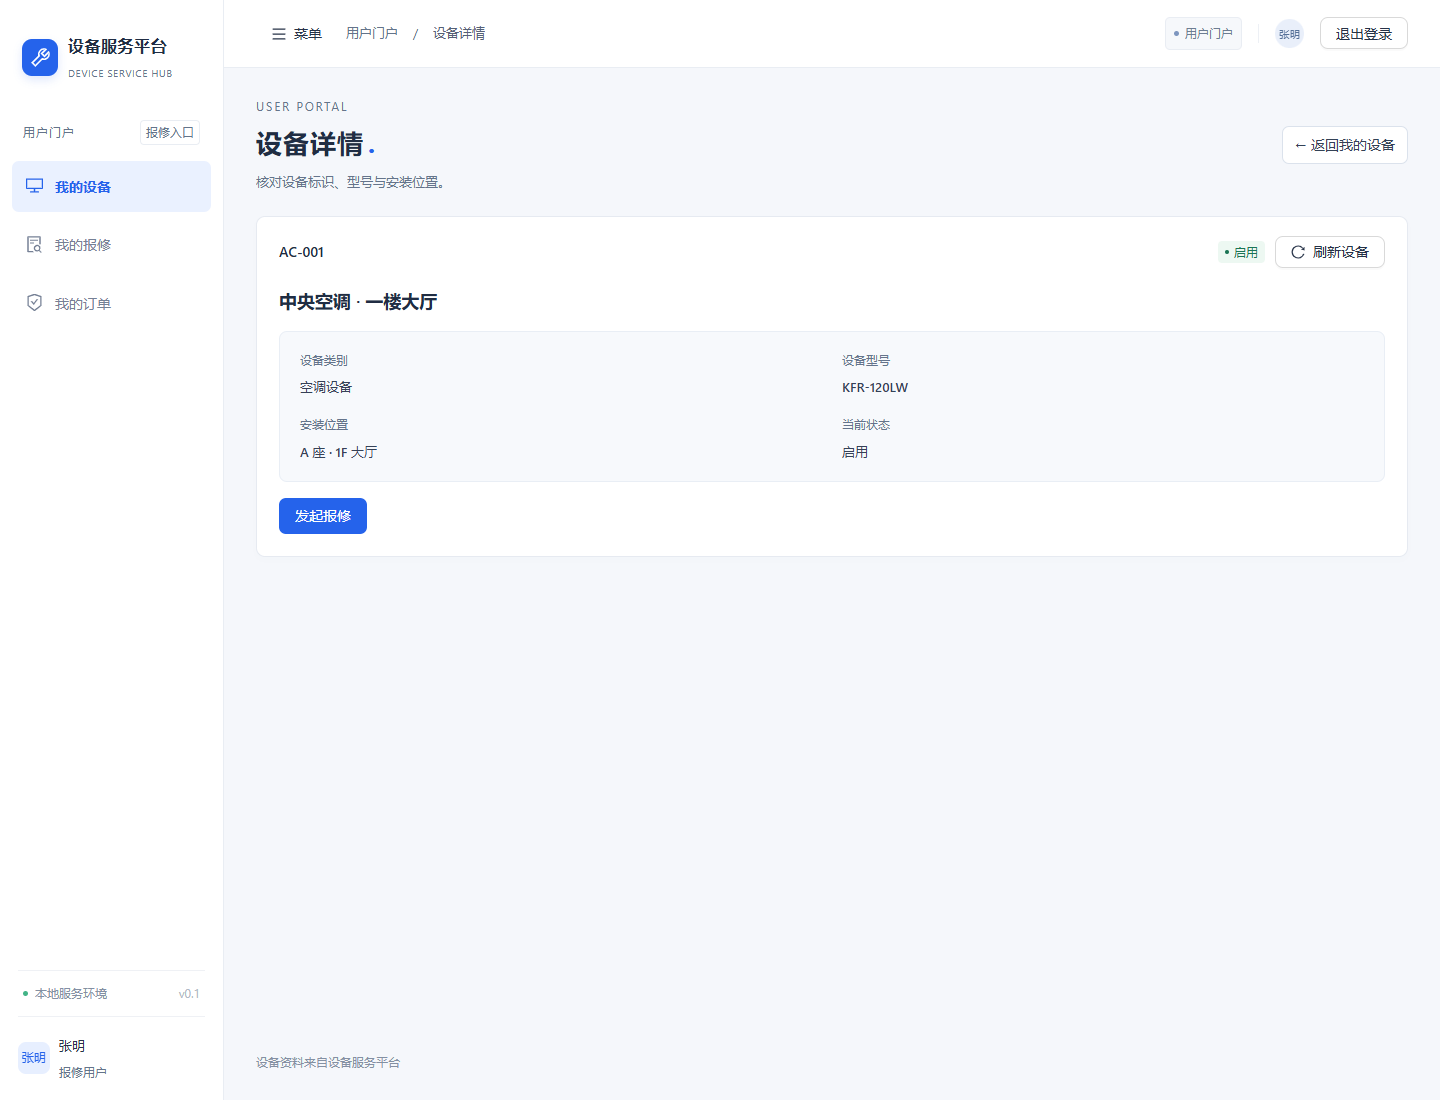 设备服务平台
DEVICE SERVICE HUB
用户门户
报修入口
我的设备
我的报修
我的订单
本地服务环境
v0.1
张明
张明
报修用户
菜单
用户门户 / 设备详情
用户门户
张明
退出登录
USER PORTAL
设备详情.
← 返回我的设备
核对设备标识、型号与安装位置。
AC-001
启用
刷新设备
中央空调 · 一楼大厅
设备类别
空调设备
设备型号
KFR-120LW
安装位置
A 座 · 1F 大厅
当前状态
启用
发起报修
设备资料来自设备服务平台